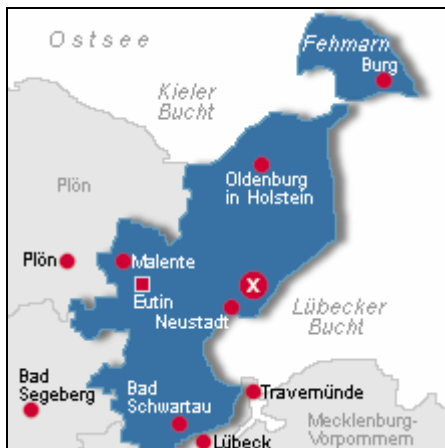 Ostsee
Fehmarn
Burg
Kieler
Bucht
Oldenburg
in Holstein
Plön
Plön
Malente
X
Eutin
Neustadt
Lübecker
Bucht
Bad
Segeberg
Bad
Schwartau
Travemünde
Lübeck
Mecklenburg-
Vorpommern